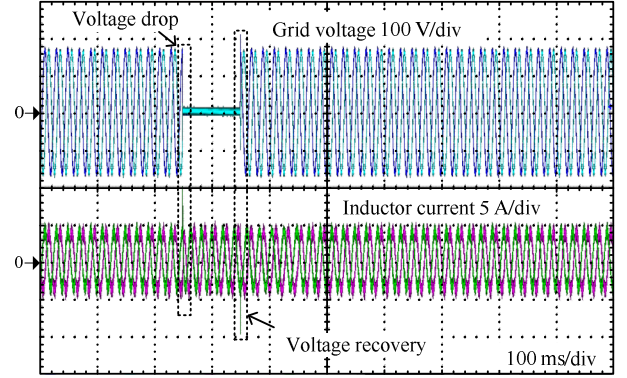 Voltage drop
Grid voltage 100 V/div
0
Inductor current 5 A/div
0
Voltage recovery
100 ms/div